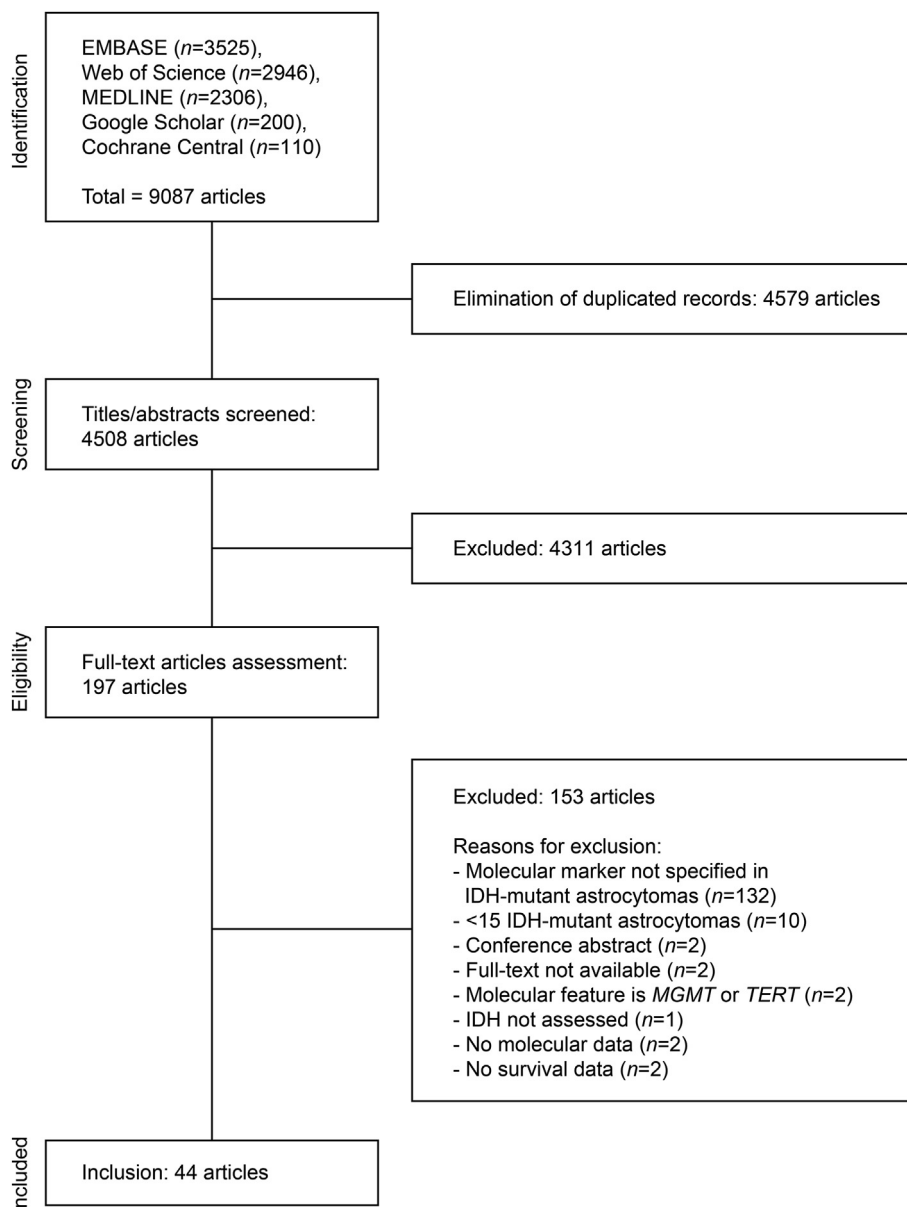 Identification
EMBASE (n=3525),
Web of Science (n=2946),
MEDLINE (n=2306),
Google Scholar (n=200),
Cochrane Central (n=110)
Total = 9087 articles
Elimination of duplicated records: 4579 articles
Screening
Titles/abstracts screened:
4508 articles
Excluded: 4311 articles
Eligibility
Full-text articles assessment:
197 articles
Excluded: 153 articles
Reasons for exclusion:
- Molecular marker not specified in
IDH-mutant astrocytomas (n=132)
- <15 IDH-mutant astrocytomas (n=10)
- Conference abstract (n=2)
- Full-text not available (n=2)
- Molecular feature is MGMT or TERT (n=2)
- IDH not assessed (n=1)
- No molecular data (n=2)
- No survival data (n=2)
Included
Inclusion: 44 articles